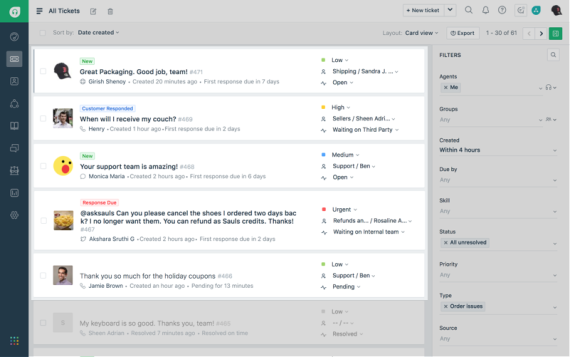 All Tickets
+ New ticket
Sort by: Date created
Layout: Card view
Export
1 - 30 of 61
New
Great Packaging. Good job, team! #471
Girish Shenoy • Created 20 minutes ago • First response due in 7 days
Low
Shipping / Sandra J. ...
Open
Customer Responded
When will I receive my couch? #469
Henry • Created 1 hour ago • First response due in 2 days
High
Sellers / Sheen Adri...
Waiting on Third Party
New
Your support team is amazing! #468
Monica Maria • Created 2 hours ago • First response due in 6 days
Medium
Support / Ben
Open
Response Due
@asksauls Can you please cancel the shoes I ordered two days bac
k? I no longer want them. You can refund as Sauls credits. Thanks!
#467
Akshara Sruthi G • Created 2 hours ago • First response due in 2 days
Urgent
Refunds an... / Rosaline A...
Waiting on Internal team
Thank you so much for the holiday coupons #466
Jamie Brown • Created an hour ago • Pending for 13 minutes
Low
Support / Ben
Pending
S
My keyboard is so good. Thanks you, team!
Sheen Adrian • Resolved 7 minutes ago • Resolved on time
Low
-- / --
Resolved
New
FILTERS
Agents
× Me
Groups
Any
Created
Within 4 hours
Due by
Any
Skill
Any
Status
× All unresolved
Priority
Any
Type
× Order issues
Source
Any